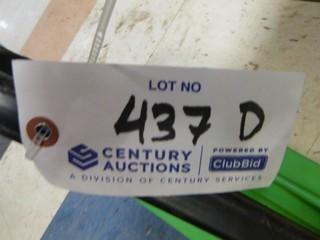 LOT NO
437 D
CENTURY AUCTIONS
POWERED BY
ClubBid
A DIVISION OF CENTURY SERVICES